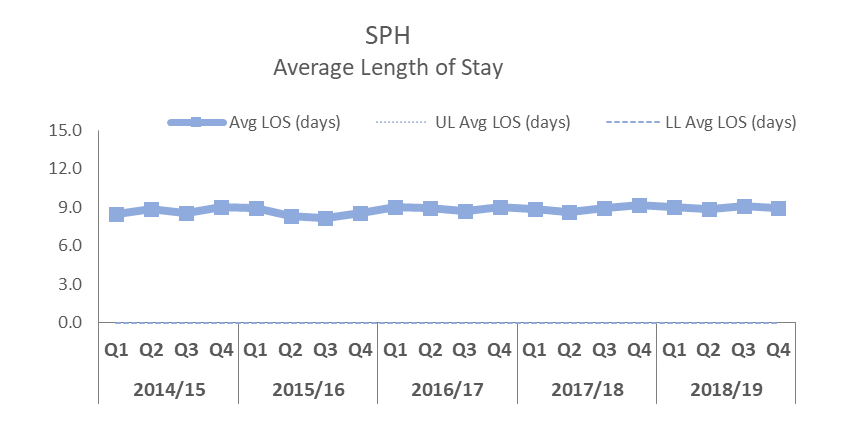 SPH
Average Length of Stay
Avg LOS (days) UL Avg LOS (days) LL Avg LOS (days)
15.0
12.0
9.0
6.0
3.0
0.0
Q1 Q2 Q3 Q4 Q1 Q2 Q3 Q4 Q1 Q2 Q3 Q4 Q1 Q2 Q3 Q4 Q1 Q2 Q3 Q4
2014/15 2015/16 2016/17 2017/18 2018/19